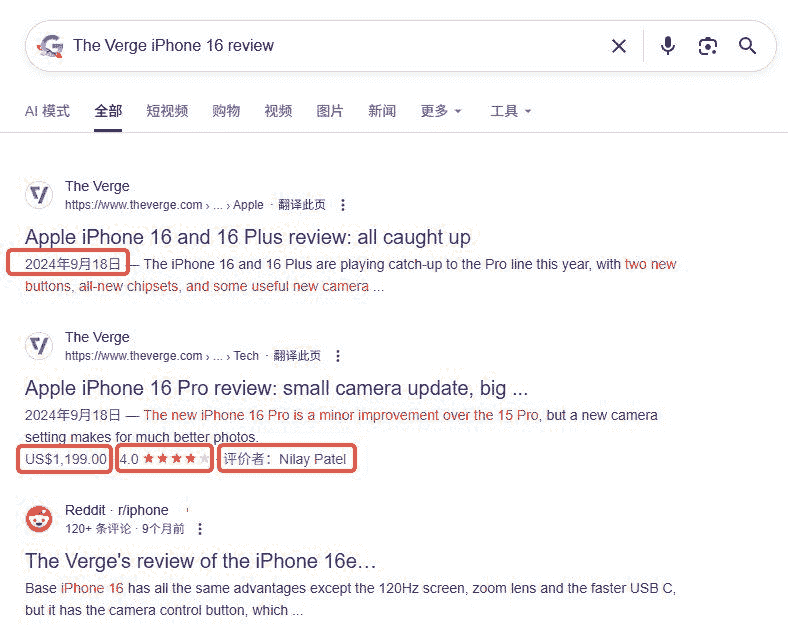 The Verge iPhone 16 review
AI 模式 全部 短视频 购物 视频 图片 新闻 更多 工具
The Verge
https://www.theverge.com › ... › Apple · 翻译此页
Apple iPhone 16 and 16 Plus review: all caught up
2024年9月18日 — The iPhone 16 and 16 Plus are playing catch-up to the Pro line this year, with two new
buttons, all-new chipsets, and some useful new camera ...
The Verge
https://www.theverge.com › ... › Tech · 翻译此页
Apple iPhone 16 Pro review: small camera update, big ...
2024年9月18日 — The new iPhone 16 Pro is a minor improvement over the 15 Pro, but a new camera
setting makes for much better photos.
US$1,199.00 4.0 ★★★★★ 评价者：Nilay Patel
Reddit · r/iphone
120+ 条评论 · 9个月前
The Verge's review of the iPhone 16e...
Base iPhone 16 has all the same advantages except the 120Hz screen, zoom lens and the faster USB C,
but it has the camera control button, which ...